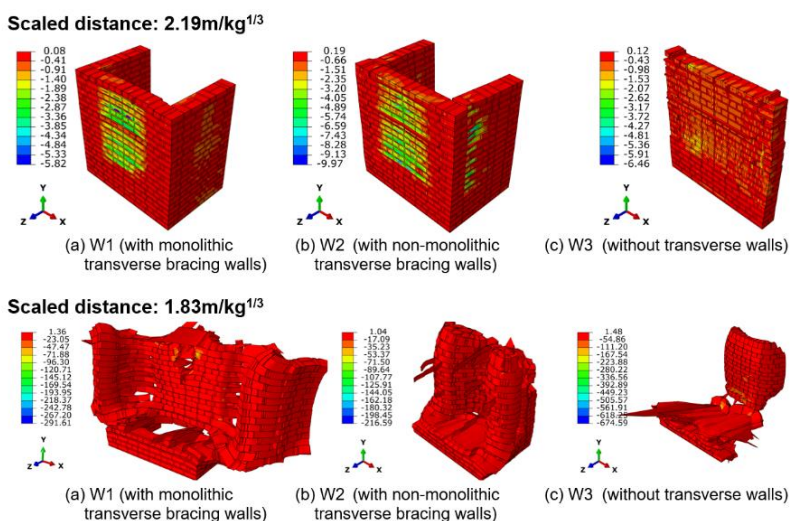 Scaled distance: 2.19m/kg1/3
0.08
-0.41
-0.91
-1.40
-1.89
-2.38
-2.87
-3.36
-3.85
-4.34
-4.84
-5.33
-5.82
0.19
-0.66
-1.51
-2.35
-3.20
-4.05
-4.89
-5.74
-6.59
-7.43
-8.28
-9.13
-9.97
0.12
-0.43
-0.98
-1.53
-2.07
-2.62
-3.17
-3.72
-4.27
-4.81
-5.36
-5.91
-6.46
Y
Z
X
Y
Z
X
Y
Z
X
(a) W1 (with monolithic
transverse bracing walls)
(b) W2 (with non-monolithic
transverse bracing walls)
(c) W3 (without transverse walls)
Scaled distance: 1.83m/kg1/3
1.36
-23.05
-47.47
-71.88
-96.30
-120.71
-145.12
-169.54
-193.95
-218.37
-242.78
-267.20
-291.61
1.04
-17.09
-35.23
-53.37
-71.50
-89.64
-107.77
-125.91
-144.05
-162.18
-180.32
-198.45
-216.59
1.48
-54.86
-111.20
-167.54
-223.88
-280.22
-336.56
-392.89
-449.23
-505.57
-561.91
-674.59
Y
Z
X
Y
Z
X
Y
Z
X
(a) W1 (with monolithic
transverse bracing walls)
(b) W2 (with non-monolithic
transverse bracing walls)
(c) W3 (without transverse walls)